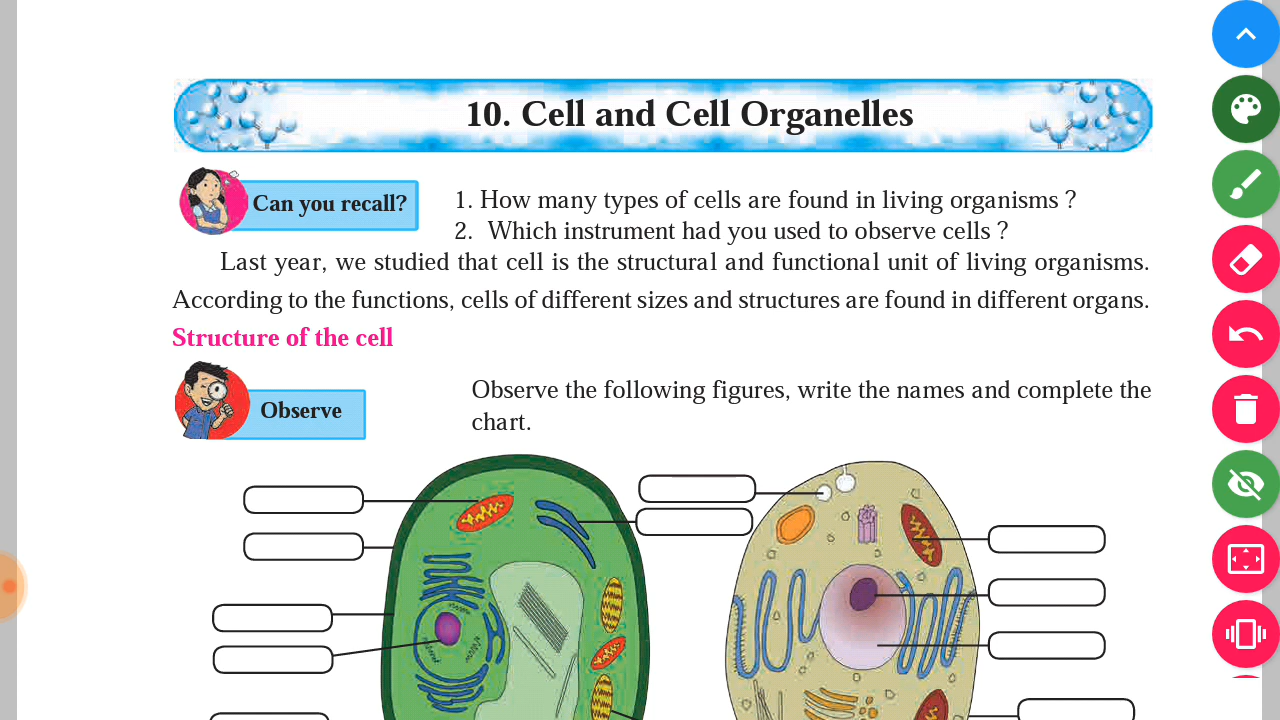 10. Cell and Cell Organelles
Can you recall?
1. How many types of cells are found in living organisms ?
2. Which instrument had you used to observe cells ?
Last year, we studied that cell is the structural and functional unit of living organisms.
According to the functions, cells of different sizes and structures are found in different organs.
Structure of the cell
Observe
Observe the following figures, write the names and complete the
chart.